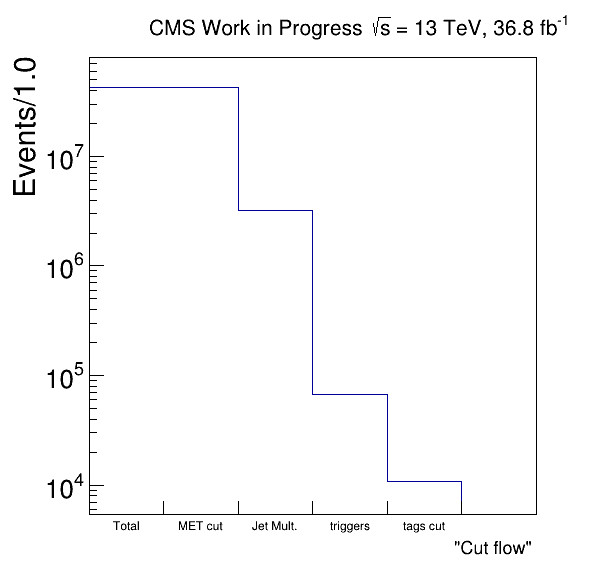 CMS Work in Progress √s = 13 TeV, 36.8 fb⁻¹
Events/1.0
10⁷
10⁶
10⁵
10⁴
Total MET cut Jet Mult. triggers tags cut
"Cut flow"